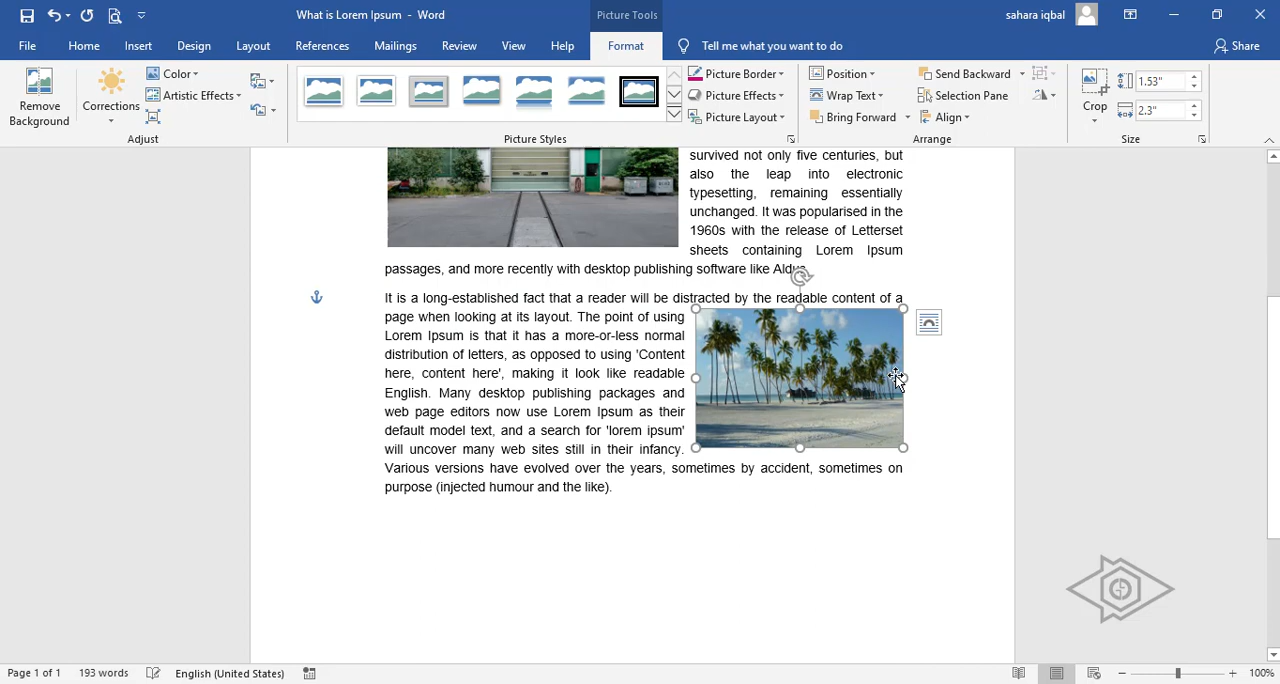 What is Lorem Ipsum - Word
Picture Tools
sahara iqbal
File Home Insert Design Layout References Mailings Review View Help Format Tell me what you want to do Share
Remove Background
Corrections
Color
Artistic Effects
Adjust
Picture Styles
Picture Border
Picture Effects
Picture Layout
Position
Wrap Text
Bring Forward
Send Backward
Selection Pane
Align
Arrange
Crop
1.53"
2.3"
Size
survived not only five centuries, but
also the leap into electronic
typesetting, remaining essentially
unchanged. It was popularised in the
1960s with the release of Letterset
sheets containing Lorem Ipsum
passages, and more recently with desktop publishing software like
It is a long-established fact that a reader will be distracted by the readable content of a
page when looking at its layout. The point of using
Lorem Ipsum is that it has a more-or-less normal
distribution of letters, as opposed to using 'Content
here, content here', making it look like readable
English. Many desktop publishing packages and
web page editors now use Lorem Ipsum as their
default model text, and a search for 'lorem ipsum'
will uncover many web sites still in their infancy.
Various versions have evolved over the years, sometimes by accident, sometimes on
purpose (injected humour and the like).
Page 1 of 1 193 words English (United States) 100%